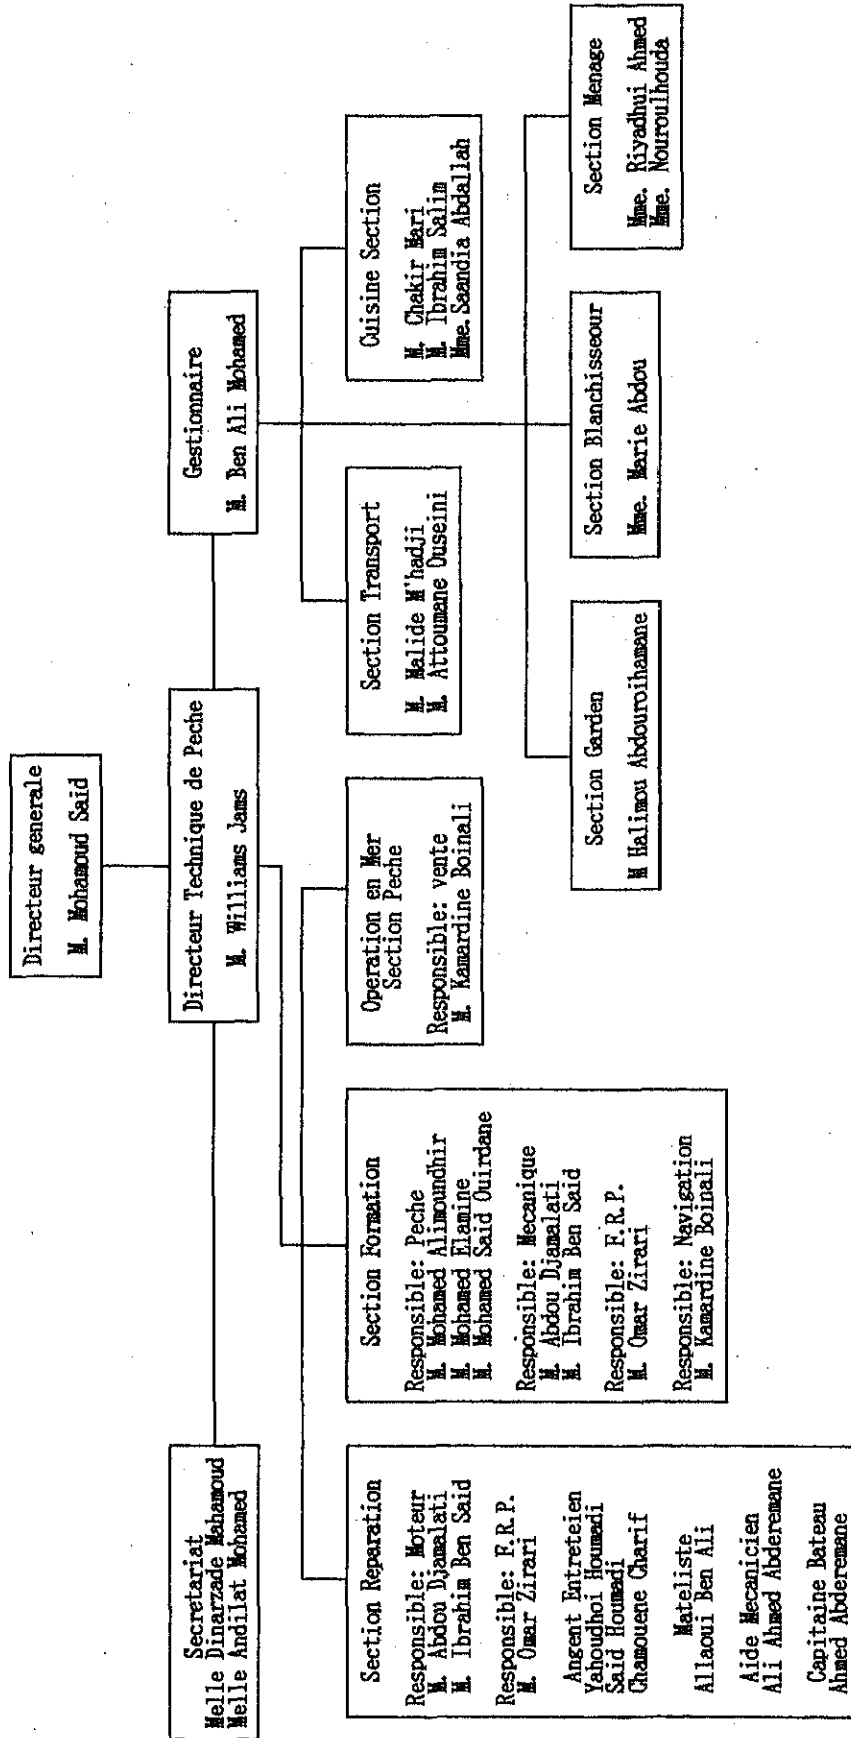 Directeur generale
M. Mohamoud Said
Secretariat
Melle Dinarzade Mahamoud
Melle Andilat Mohamed
Directeur Technique de Peche
M. Williams Jams
Gestionnaire
M. Ben Ali Mohamed
Section Reparation
Responsible: Moteur
M. Abdou Djamalati
M. Ibrahim Ben Said
Responsible: F.R.P.
M. Omar Zirari
Angent Entreteien
Yahoudhoi Houmadi
Said Houmadi
Chamouene Charif
Mateliste
Allaoui Ben Ali
Aide Mecanicien
Ali Ahmed Abderemane
Capitaine Bateau
Ahmed Abderemane
Section Formation
Responsible: Peche
M. Mohamed Alimoundhir
M. Mohamed Elamine
M. Mohamed Said Ouirdane
Responsible: Mecanique
M. Abdou Djamalati
M. Ibrahim Ben Said
Responsible: F.R.P.
M. Omar Zirari
Responsible: Navigation
M. Kamardine Boinali
Operation en Mer
Section Peche
Responsible: vente
M. Kamardine Boinali
Section Transport
M. Malide M'hadji
M. Attoumane Ouseini
Cuisine Section
M. Chakir Mari
M. Ibrahim Salim
Mme. Saandia Abdallah
Section Garden
M Halimou Abdouroihamane
Section Blanchisseour
Mme. Marie Abdou
Section Menage
Mme. Riyadhui Ahmed
Mme. Nouroulhouda